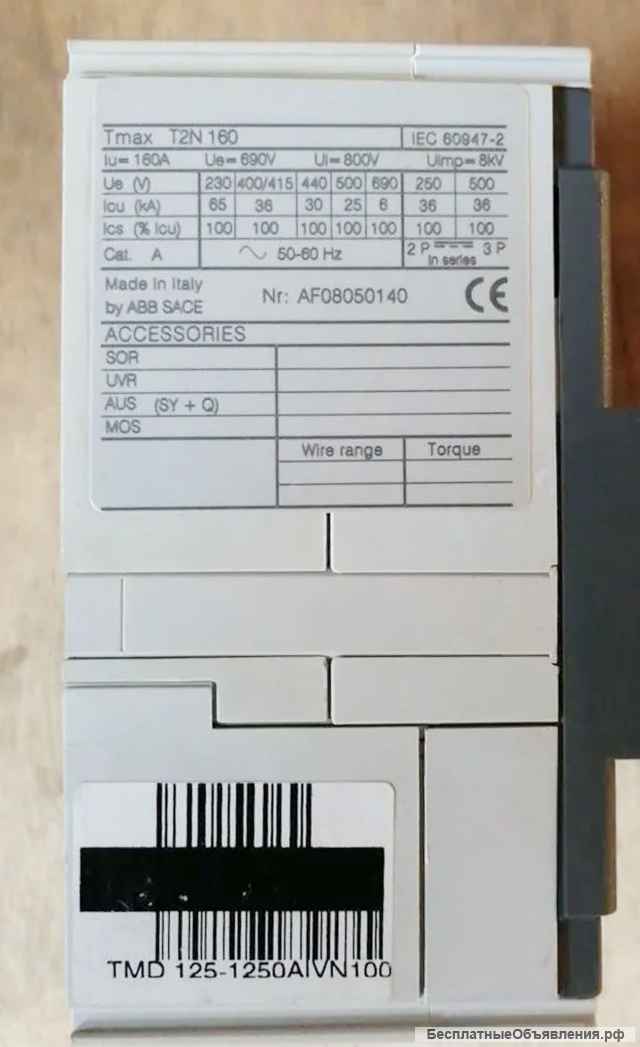 Tmax T2N 160 IEC 60947-2
Iu= 160A Ue= 690V Ui= 800V Uimp= 8kV
Ue (V) 230 400/415 440 500 690 250 500
Icu (kA) 65 36 30 25 6 36 36
Ics (% Icu) 100 100 100 100 100 100 100
Cat. A 50-60 Hz 2 P 3 P
In series
Made in Italy
by ABB SACE
Nr: AF08050140 CE
ACCESSORIES
SOR
UVR
AUS (SY + Q)
MOS
Wire range Torque
TMD 125-1250A VN100
БесплатныеОбъявления.рф